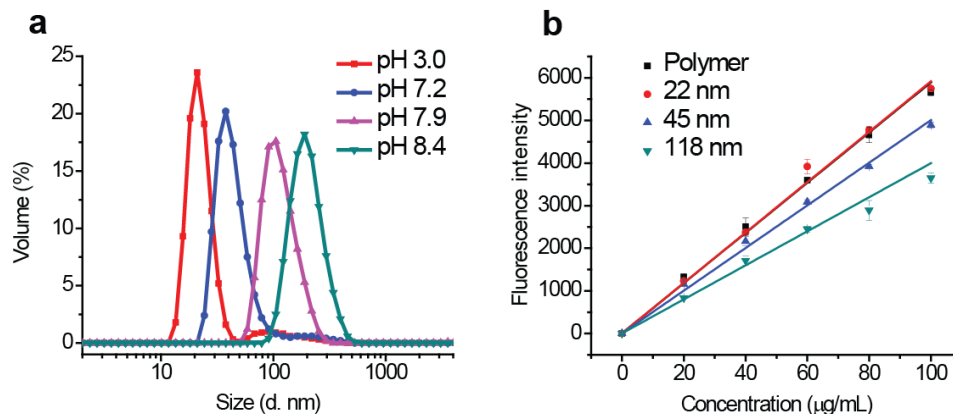 a
25
20
15
10
5
0
Volume (%)
10
100
1000
Size (d. nm)
pH 3.0
pH 7.2
pH 7.9
pH 8.4
b
6000
5000
4000
3000
2000
1000
0
Fluorescence intensity
0
20
40
60
80
100
Concentration (μg/mL)
Polymer
22 nm
45 nm
118 nm